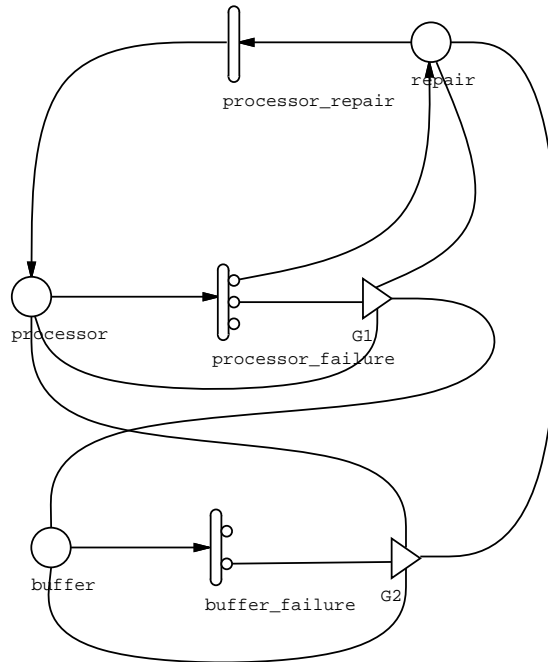 repair
processor_repair
processor
G1
processor_failure
buffer
G2
buffer_failure